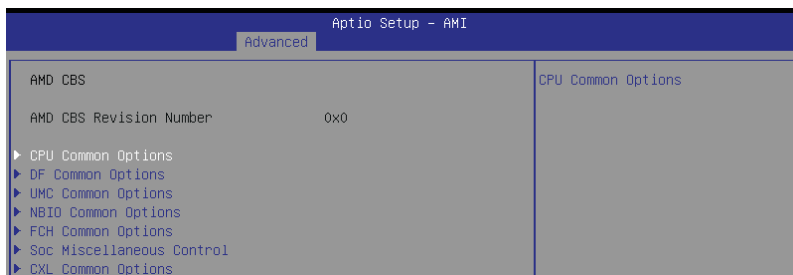 Aptio Setup - AMI
Advanced
AMD CBS
CPU Common Options
AMD CBS Revision Number 0x0
CPU Common Options
DF Common Options
UMC Common Options
NBIO Common Options
FCH Common Options
Soc Miscellaneous Control
CXL Common Options